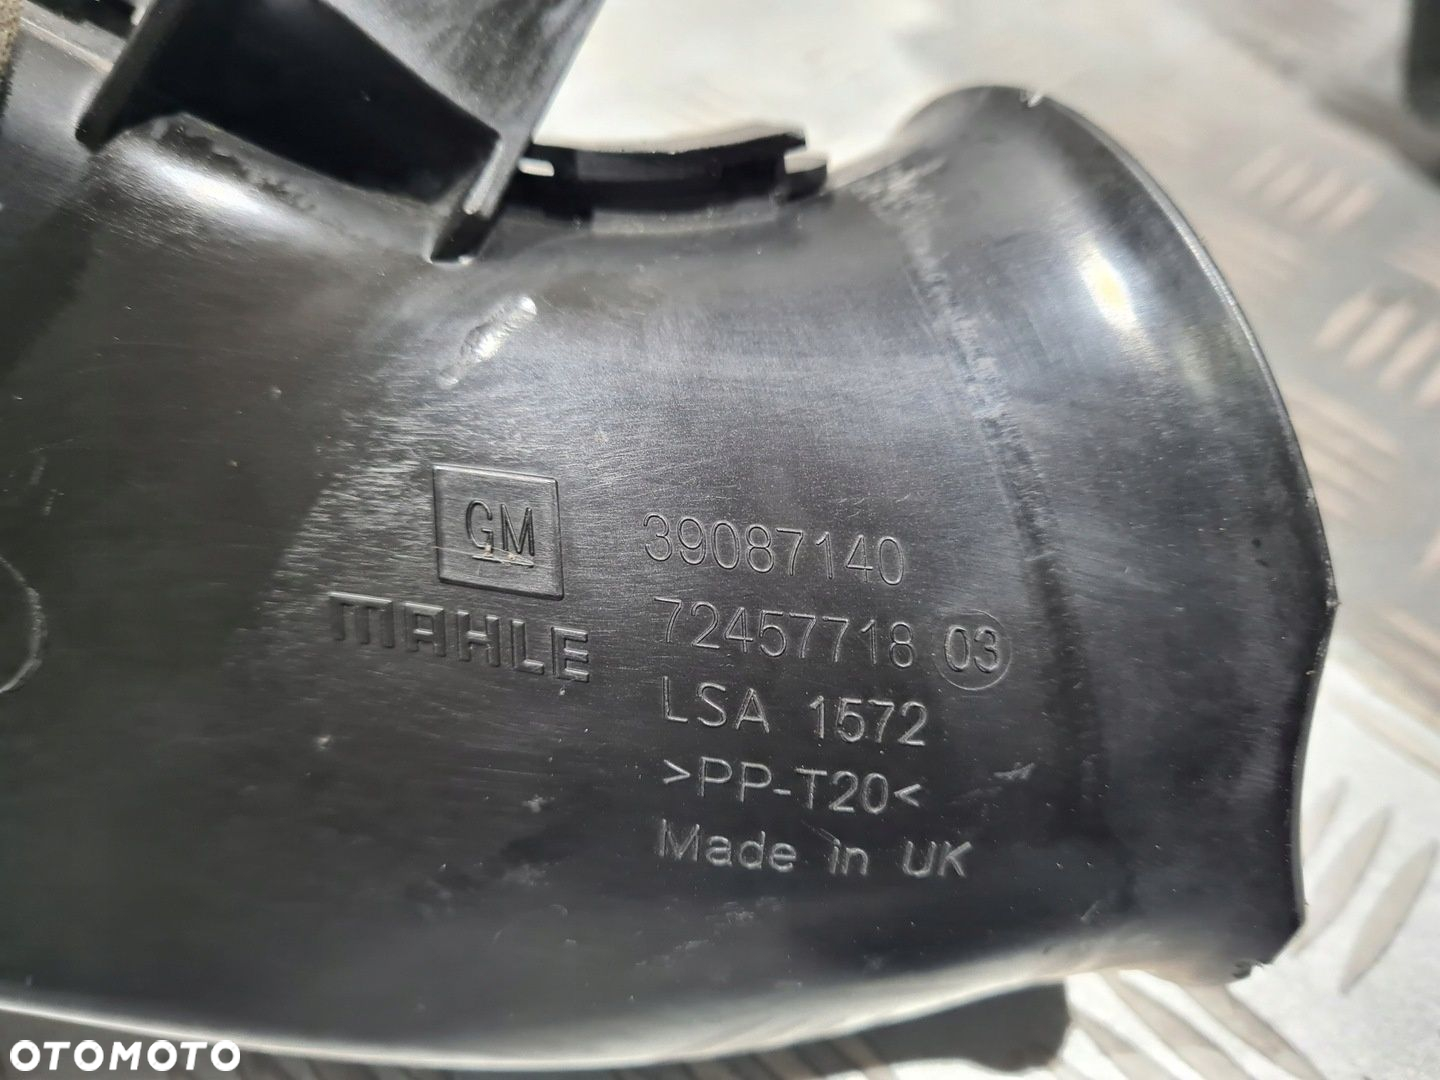 GM
MAHLE
39087140
72457718 03
LSA 1572
>PP-T20<
Made in UK
OTOMOTO